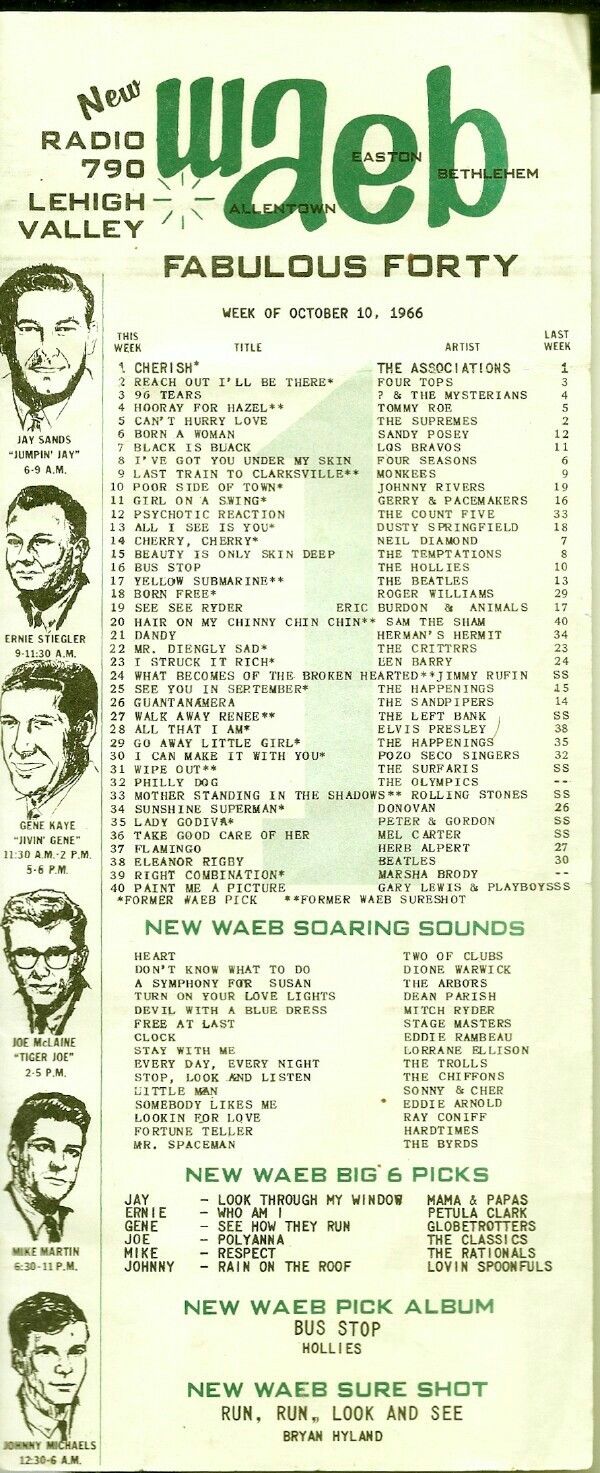 New
RADIO
790
LEHIGH
VALLEY
waeb
EASTON
BETHLEHEM
ALLENTOWN
FABULOUS FORTY
WEEK OF OCTOBER 10, 1966
THIS WEEK TITLE ARTIST LAST WEEK
1 CHERISH* THE ASSOCIATIONS 1
2 REACH OUT I'LL BE THERE* FOUR TOPS 3
3 96 TEARS ? & THE MYSTERIANS 4
4 HOORAY FOR HAZEL** TOMMY ROE 5
5 CAN'T HURRY LOVE THE SUPREMES 2
6 BORN A WOMAN SANDY POSEY 12
7 BLACK IS BLACK LOS BRAVOS 11
8 I'VE GOT YOU UNDER MY SKIN FOUR SEASONS 6
9 LAST TRAIN TO CLARKSVILLE** MONKEES 9
10 POOR SIDE OF TOWN* JOHNNY RIVERS 19
11 GIRL ON A SWING* GERRY & PACEMAKERS 16
12 PSYCHOTIC REACTION THE COUNT FIVE 33
13 ALL I SEE IS YOU* DUSTY SPRINGFIELD 18
14 CHERRY, CHERRY* NEIL DIAMOND 7
15 BEAUTY IS ONLY SKIN DEEP THE TEMPTATIONS 8
16 BUS STOP THE HOLLIES 10
17 YELLOW SUBMARINE** THE BEATLES 13
18 BORN FREE* ROGER WILLIAMS 29
19 SEE SEE RYDER ERIC BURDON & ANIMALS 17
20 HAIR ON MY CHINNY CHIN CHIN** SAM THE SHAM 40
21 DANDY HERMAN'S HERMIT 34
22 MR. DIENGLY SAD* THE CRITTRRS 23
23 I STRUCK IT RICH* LEN BARRY 24
24 WHAT BECOMES OF THE BROKEN HEARTED**JIMMY RUFIN SS
25 SEE YOU IN SEPTEMBER* THE HAPPENINGS 15
26 GUANTANAMERA THE SANDPIPERS 14
27 WALK AWAY RENEE** THE LEFT BANK SS
28 ALL THAT I AM* ELVIS PRESLEY 38
29 GO AWAY LITTLE GIRL* THE HAPPENINGS 35
30 I CAN MAKE IT WITH YOU* POZO SECO SINGERS 32
31 WIPE OUT** THE SURFARIS SS
32 PHILLY DOG THE OLYMPICS --
33 MOTHER STANDING IN THE SHADOWS** ROLLING STONES SS
34 SUNSHINE SUPERMAN* DONOVAN 26
35 LADY GODIVA* PETER & GORDON SS
36 TAKE GOOD CARE OF HER MEL CARTER SS
37 FLAMINGO HERB ALPERT 27
38 ELEANOR RIGBY BEATLES 30
39 RIGHT COMBINATION* MARSHA BRODY --
40 PAINT ME A PICTURE GARY LEWIS & PLAYBOYSSS
*FORMER WAEB PICK **FORMER WAEB SURESHOT
JAY SANDS
"JUMPIN' JAY"
6-9 A.M.
ERNIE STIEGLER
9-11:30 A.M.
GENE KAYE
"JIVIN' GENE"
11:30 A.M.-2 P.M.
5-6 P.M.
JOE McLAINE
"TIGER JOE"
2-5 P.M.
MIKE MARTIN
6:30-11 P.M.
JOHNNY MICHAELS
12:30-6 A.M.
NEW WAEB SOARING SOUNDS
HEART TWO OF CLUBS
DON'T KNOW WHAT TO DO DIONE WARWICK
A SYMPHONY FOR SUSAN THE ARBORS
TURN ON YOUR LOVE LIGHTS DEAN PARISH
DEVIL WITH A BLUE DRESS MITCH RYDER
FREE AT LAST STAGE MASTERS
CLOCK EDDIE RAMBEAU
STAY WITH ME LORRANE ELLISON
EVERY DAY, EVERY NIGHT THE TROLLS
STOP, LOOK AND LISTEN THE CHIFFONS
LITTLE MAN SONNY & CHER
SOMEBODY LIKES ME EDDIE ARNOLD
LOOKIN FOR LOVE RAY CONIFF
FORTUNE TELLER HARDTIMES
MR. SPACEMAN THE BYRDS
NEW WAEB BIG 6 PICKS
JAY - LOOK THROUGH MY WINDOW MAMA & PAPAS
ERNIE - WHO AM I PETULA CLARK
GENE - SEE HOW THEY RUN GLOBETROTTERS
JOE - POLYANNA THE CLASSICS
MIKE - RESPECT THE RATIONALS
JOHNNY - RAIN ON THE ROOF LOVIN SPOONFULS
NEW WAEB PICK ALBUM
BUS STOP
HOLLIES
NEW WAEB SURE SHOT
RUN, RUN, LOOK AND SEE
BRYAN HYLAND